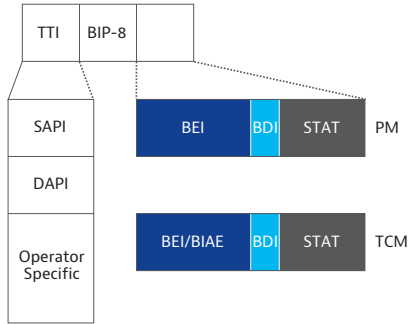 TTI BIP-8
SAPI
BEI BDI STAT PM
DAPI
BEI/BIAE BDI STAT TCM
Operator
Specific